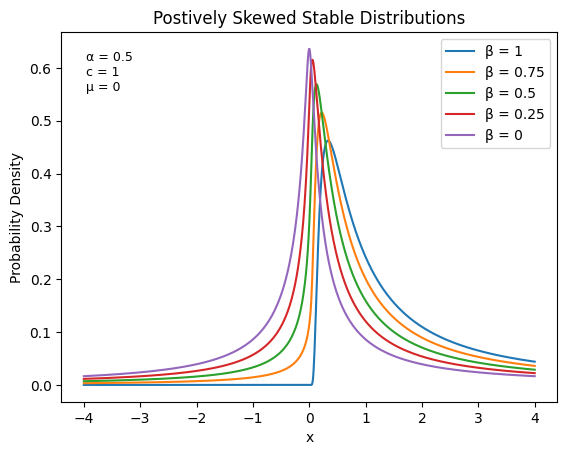 Postively Skewed Stable Distributions
α = 0.5
c = 1
μ = 0
β = 1
β = 0.75
β = 0.5
β = 0.25
β = 0
Probability Density
0.6
0.5
0.4
0.3
0.2
0.1
0.0
−4 −3 −2 −1 0 1 2 3 4
x